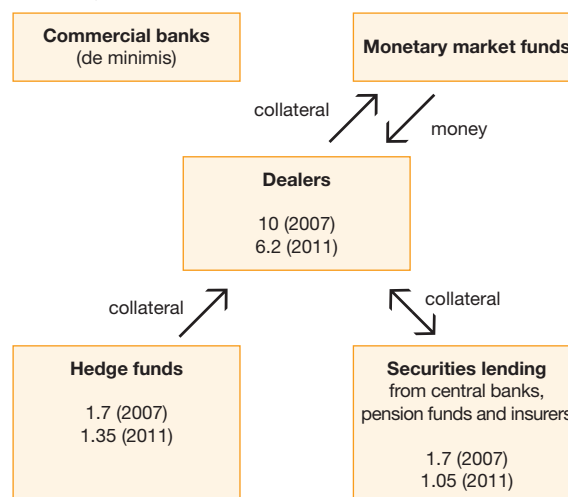 Commercial banks
(de minimis)
Monetary market funds
collateral
money
Dealers
10 (2007)
6.2 (2011)
collateral
collateral
Hedge funds
1.7 (2007)
1.35 (2011)
Securities lending
from central banks,
pension funds and insurers
1.7 (2007)
1.05 (2011)